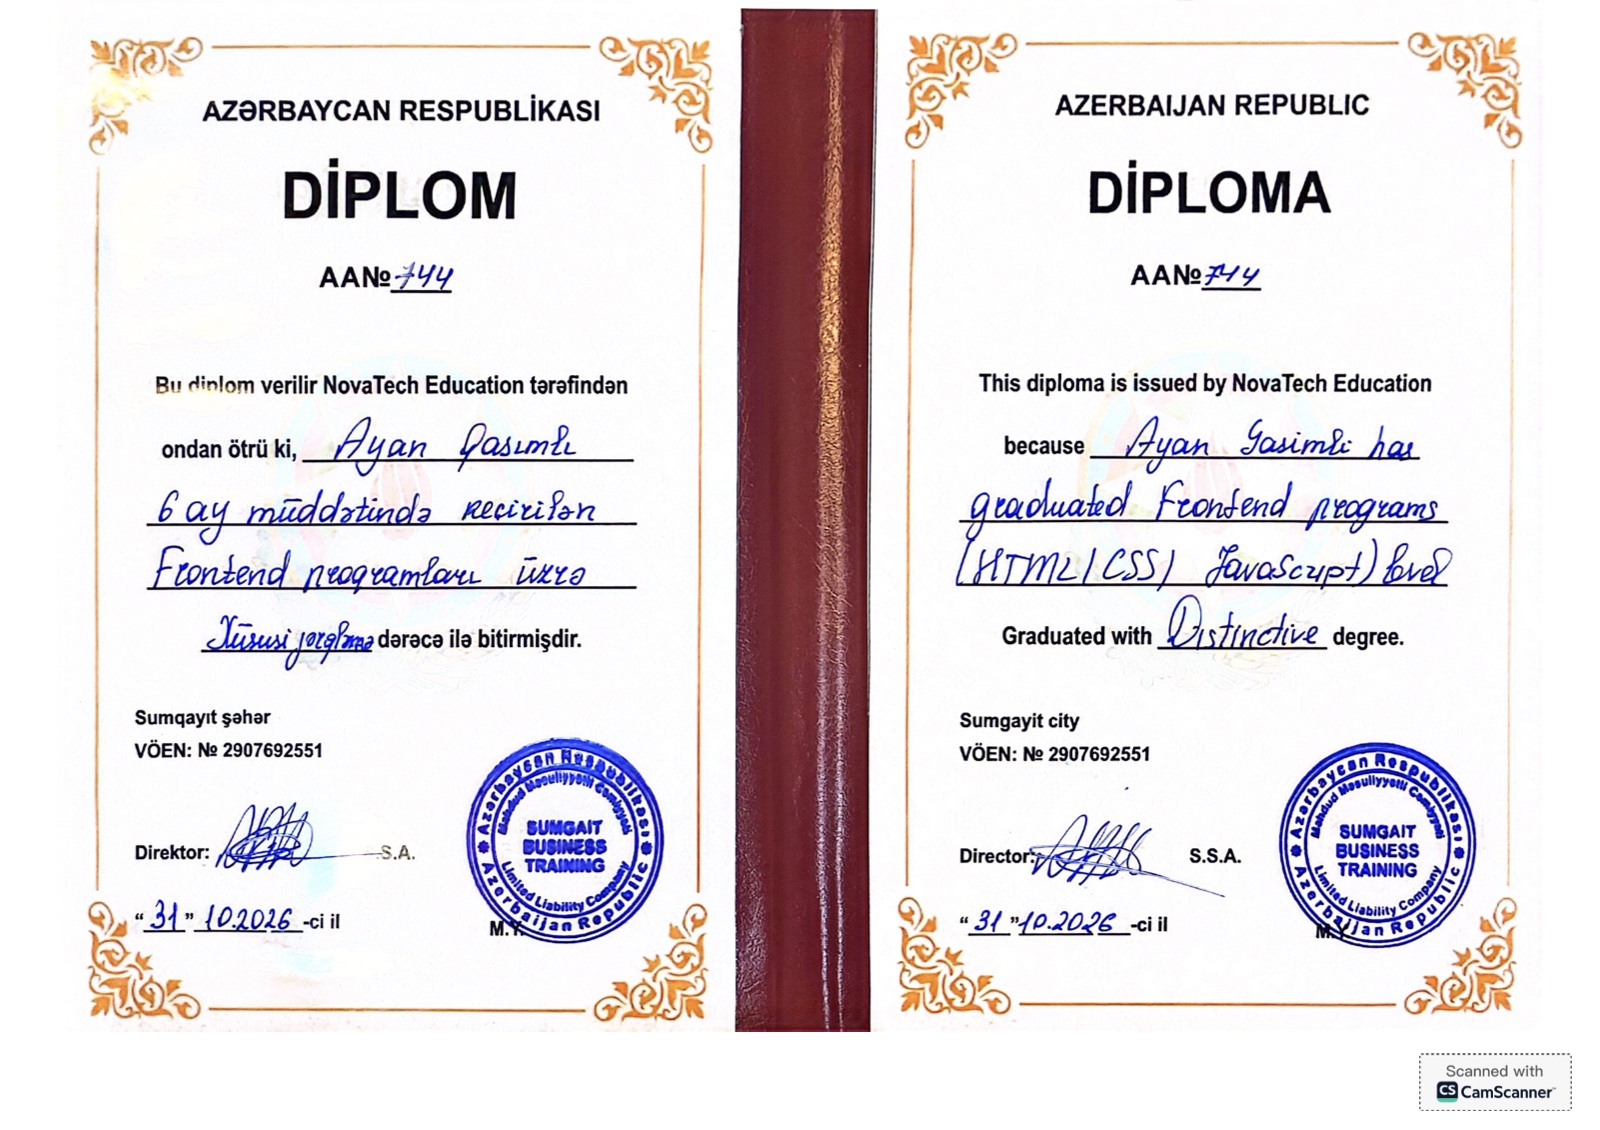 AZƏRBAYCAN RESPUBLİKASI
DİPLOM
AA№ 744
Bu diplom verilir NovaTech Education tərəfindən
ondan ötrü ki, Ayan Qasımlı
6 ay müddətində keçirilən
Frontend proqramları üzrə
Xüsusi fərqlənmə dərəcə ilə bitirmişdir.
Sumqayıt şəhər
VÖEN: № 2907692551
Direktor: S.A.
"31" 10.2026 -ci il
M.Y.
Azərbaycan Respublikası
Məhdud Məsuliyyətli Cəmiyyəti
SUMGAIT
BUSINESS
TRAINING
Limited Liability Company
Azerbaijan Republic
AZERBAIJAN REPUBLIC
DİPLOMA
AA№ 744
This diploma is issued by NovaTech Education
because Ayan Gasimli has
graduated Frontend programs
(HTML/CSS/ JavaScript) level
Graduated with Distinctive degree.
Sumgayit city
VÖEN: № 2907692551
Director: S.S.A.
"31" 10.2026 -ci il
M.Y
Azərbaycan Respublikası
Məhdud Məsuliyyətli Cəmiyyəti
SUMGAIT
BUSINESS
TRAINING
Limited Liability Company
Azerbaijan Republic
Scanned with
CS CamScanner